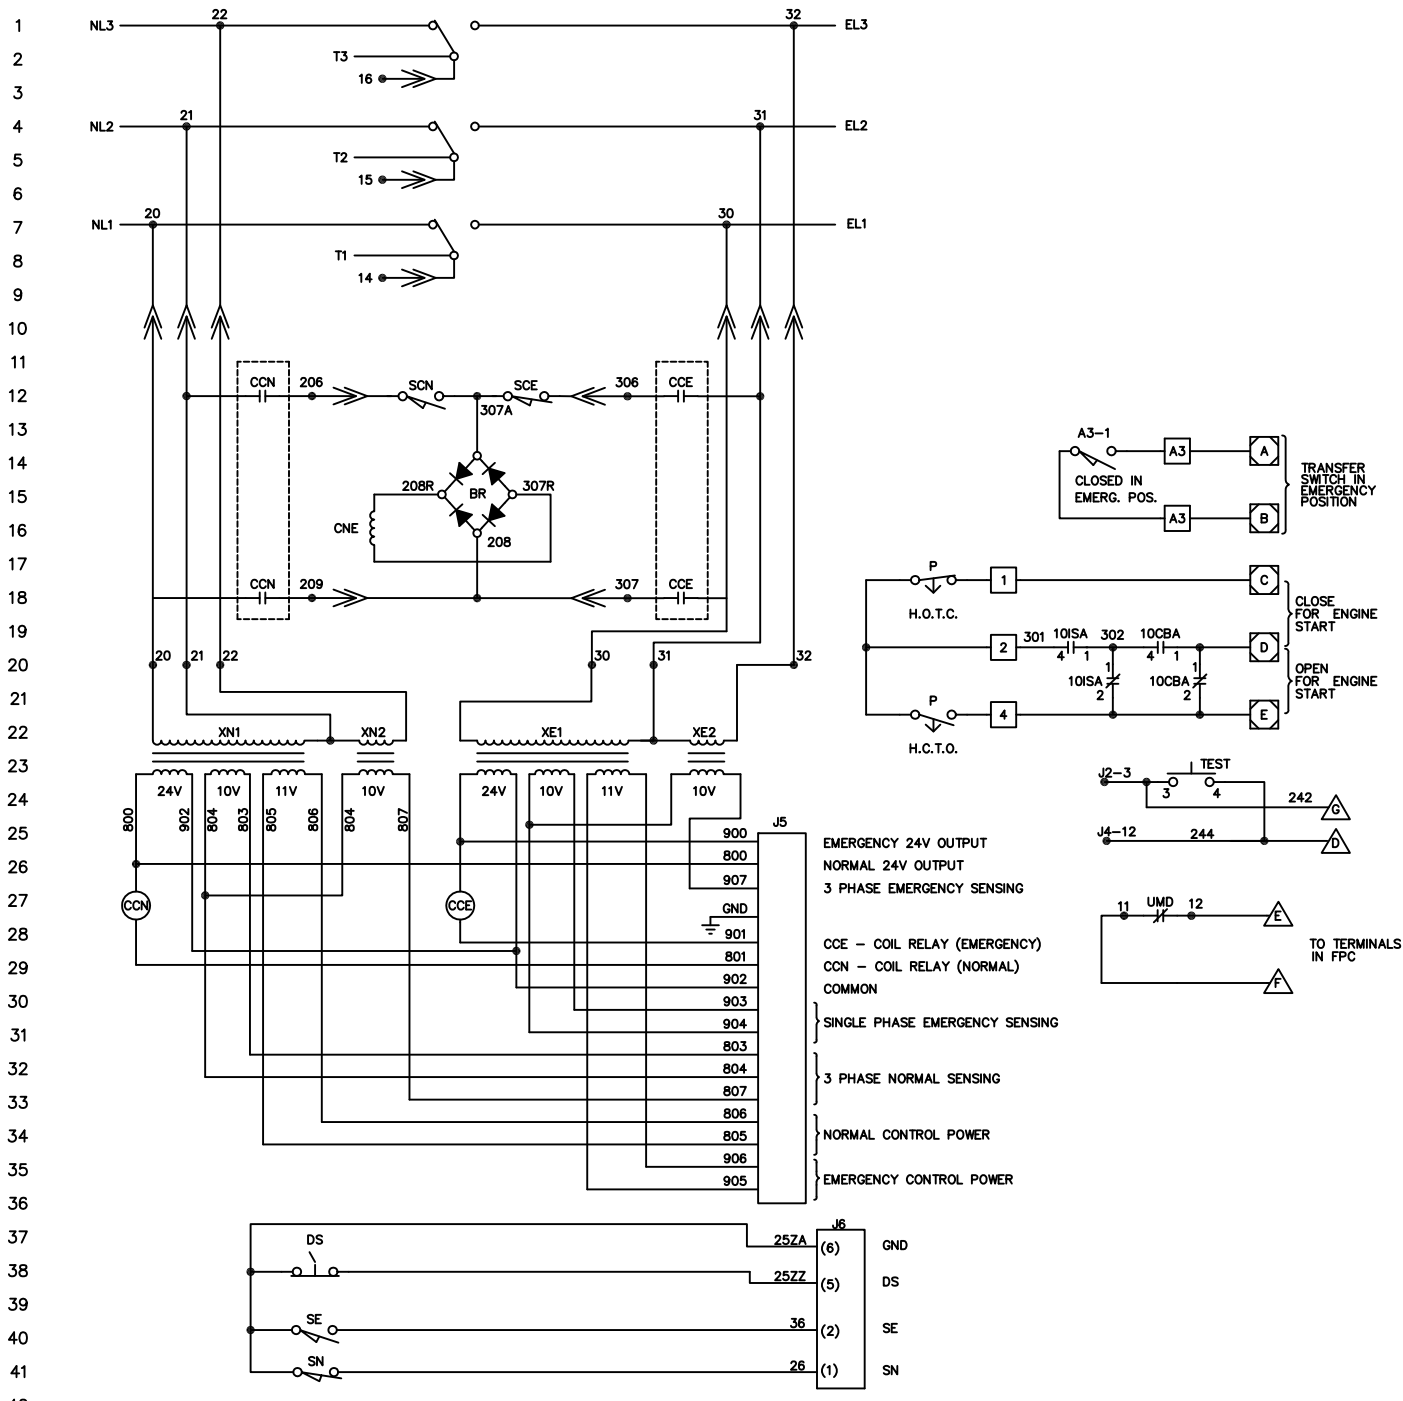 1 NL3 22 32 EL3
2 T3
16
3
4 NL2 21 31 EL2
5 T2
15
6
7 NL1 20 30 EL1
8 T1
14
9
10
11
12 CCN 206 SCN SCE 306 CCE
307A
13 A3-1
14 A3 A
208R BR 307R
CLOSED IN
EMERG. POS.
TRANSFER
SWITCH IN
EMERGENCY
POSITION
15
16 CNE 208 A3 B
17
P 1 C
18 CCN 209 307 CCE
H.O.T.C.
CLOSE
FOR ENGINE
START
19
2 301 10ISA 302 10CBA D
4 1 4 1
20 20 21 22 30 31 32
1 1
10ISA 10CBA
2 2
OPEN
FOR ENGINE
START
21
P 4 E
22 XN1 XN2 XE1 XE2
H.C.T.O.
23
24V 10V 11V 10V 24V 10V 11V 10V
J2-3 TEST
3 4
24 242 G
800 902 804 803 805 806 804 807
J5
J4-12 244 D
25 900 EMERGENCY 24V OUTPUT
26 800 NORMAL 24V OUTPUT
907 3 PHASE EMERGENCY SENSING
27 CCN CCE
GND
11 UMD 12 E
28 901 CCE - COIL RELAY (EMERGENCY)
TO TERMINALS
IN FPC
29 801 CCN - COIL RELAY (NORMAL)
902 COMMON
F
30 903
SINGLE PHASE EMERGENCY SENSING
31 904
803
32 804
3 PHASE NORMAL SENSING
33 807
806
34 805
NORMAL CONTROL POWER
35 906
905
EMERGENCY CONTROL POWER
36
J6
37 DS 25ZA (6) GND
38 25ZZ (5) DS
39
40 SE 36 (2) SE
41 SN 26 (1) SN